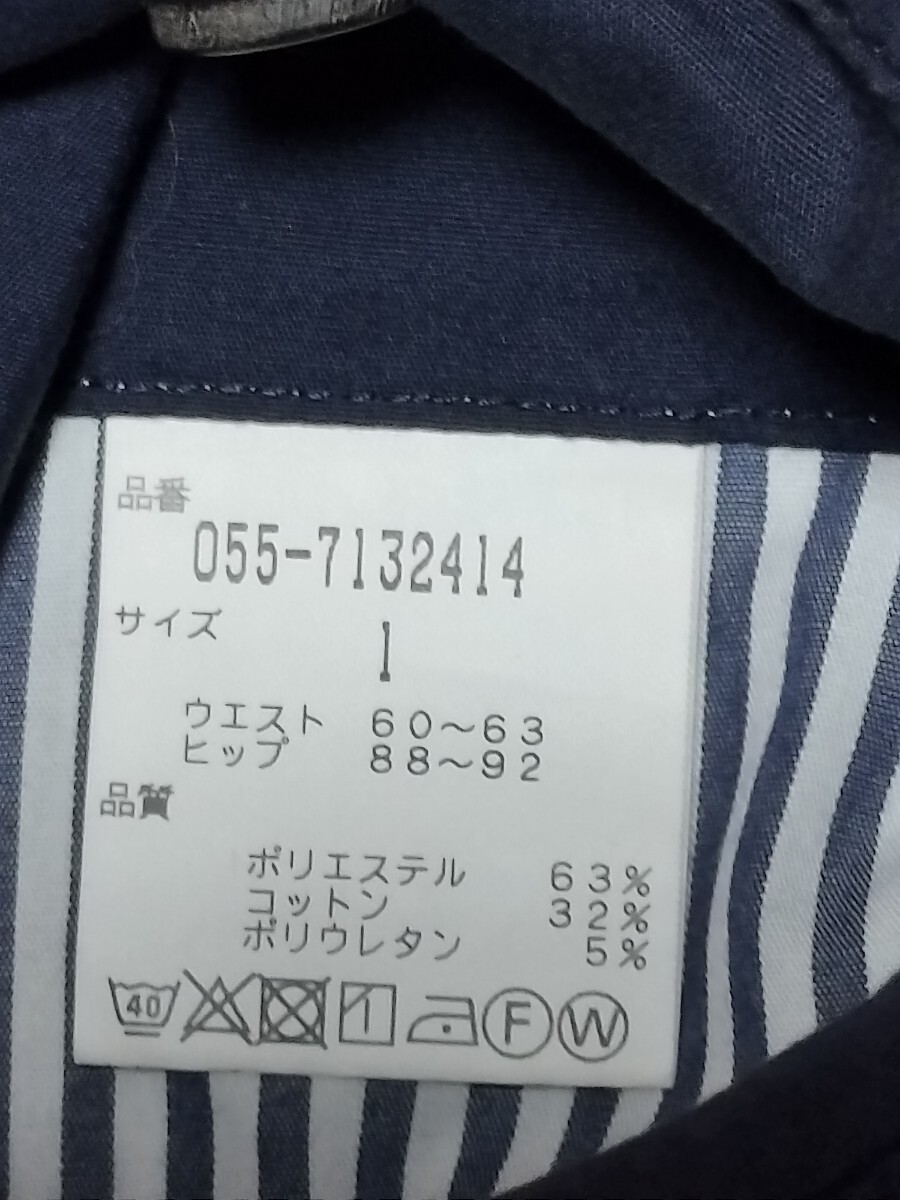 品番
055-7132414
サイズ
1
ウエスト 60〜63
ヒップ 88〜92
品質
ポリエステル 63%
コットン 32%
ポリウレタン 5%
40 F W